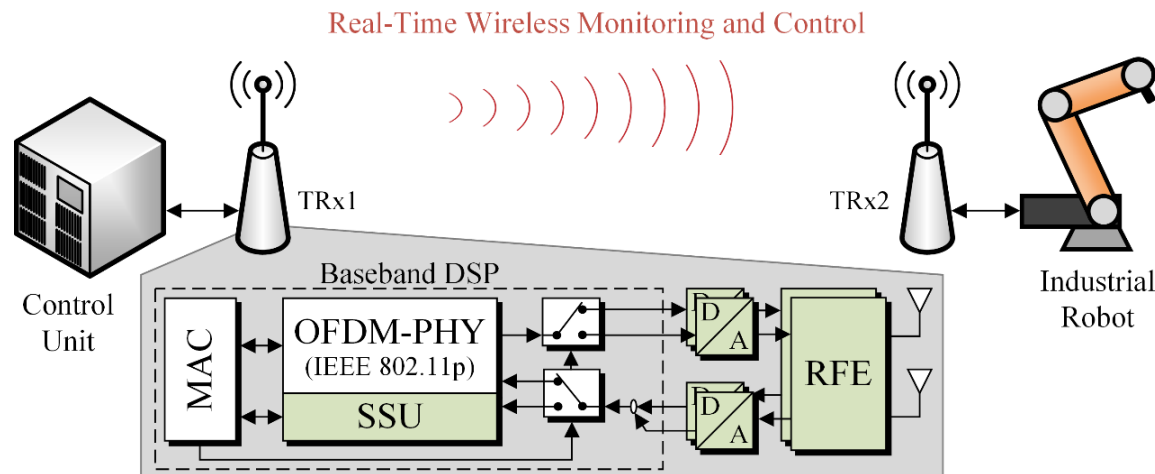 Real-Time Wireless Monitoring and Control
TRx1
TRx2
Control
Unit
Industrial
Robot
Baseband DSP
MAC
OFDM-PHY
(IEEE 802.11p)
SSU
D
D
A
D
D
A
RFE